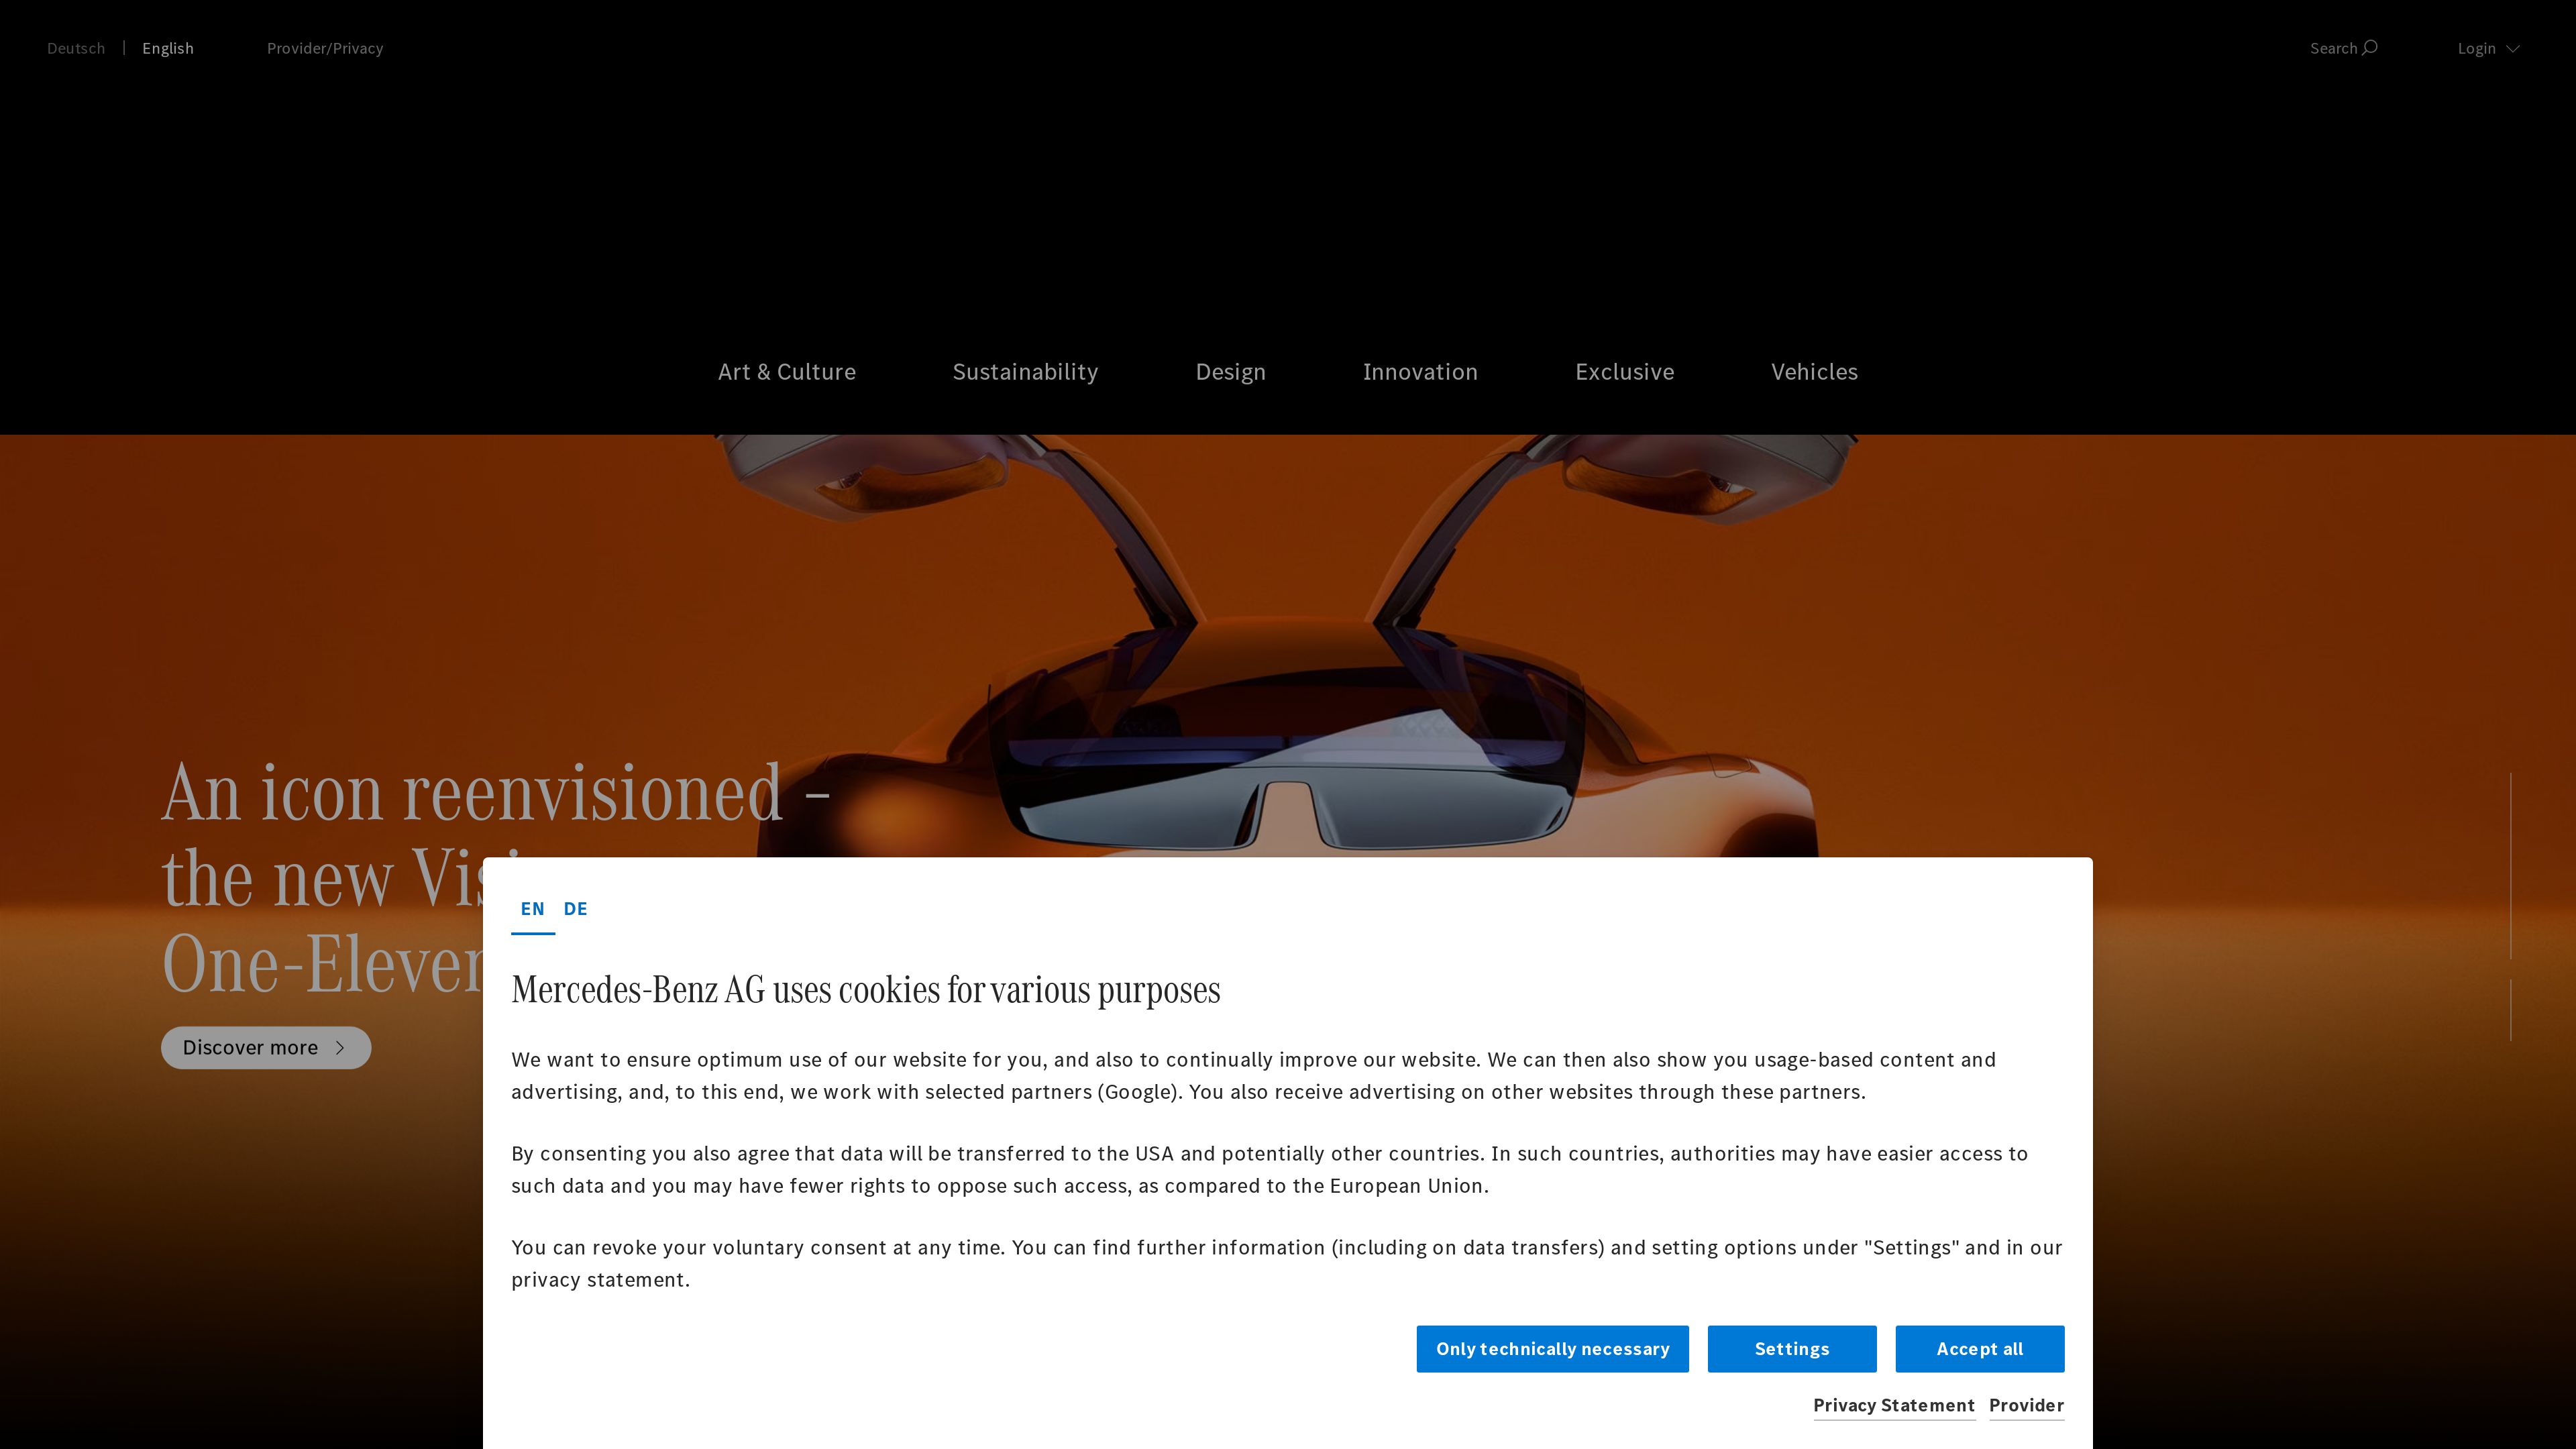 Deutsch | English Provider/Privacy Search Login
Art & Culture Sustainability Design Innovation Exclusive Vehicles
An icon reenvisioned –
the new
One-Eleven
Discover more
EN DE
Mercedes-Benz AG uses cookies for various purposes
We want to ensure optimum use of our website for you, and also to continually improve our website. We can then also show you usage-based content and
advertising, and, to this end, we work with selected partners (Google). You also receive advertising on other websites through these partners.
By consenting you also agree that data will be transferred to the USA and potentially other countries. In such countries, authorities may have easier access to
such data and you may have fewer rights to oppose such access, as compared to the European Union.
You can revoke your voluntary consent at any time. You can find further information (including on data transfers) and setting options under "Settings" and in our
privacy statement.
Only technically necessary Settings Accept all
Privacy Statement Provider